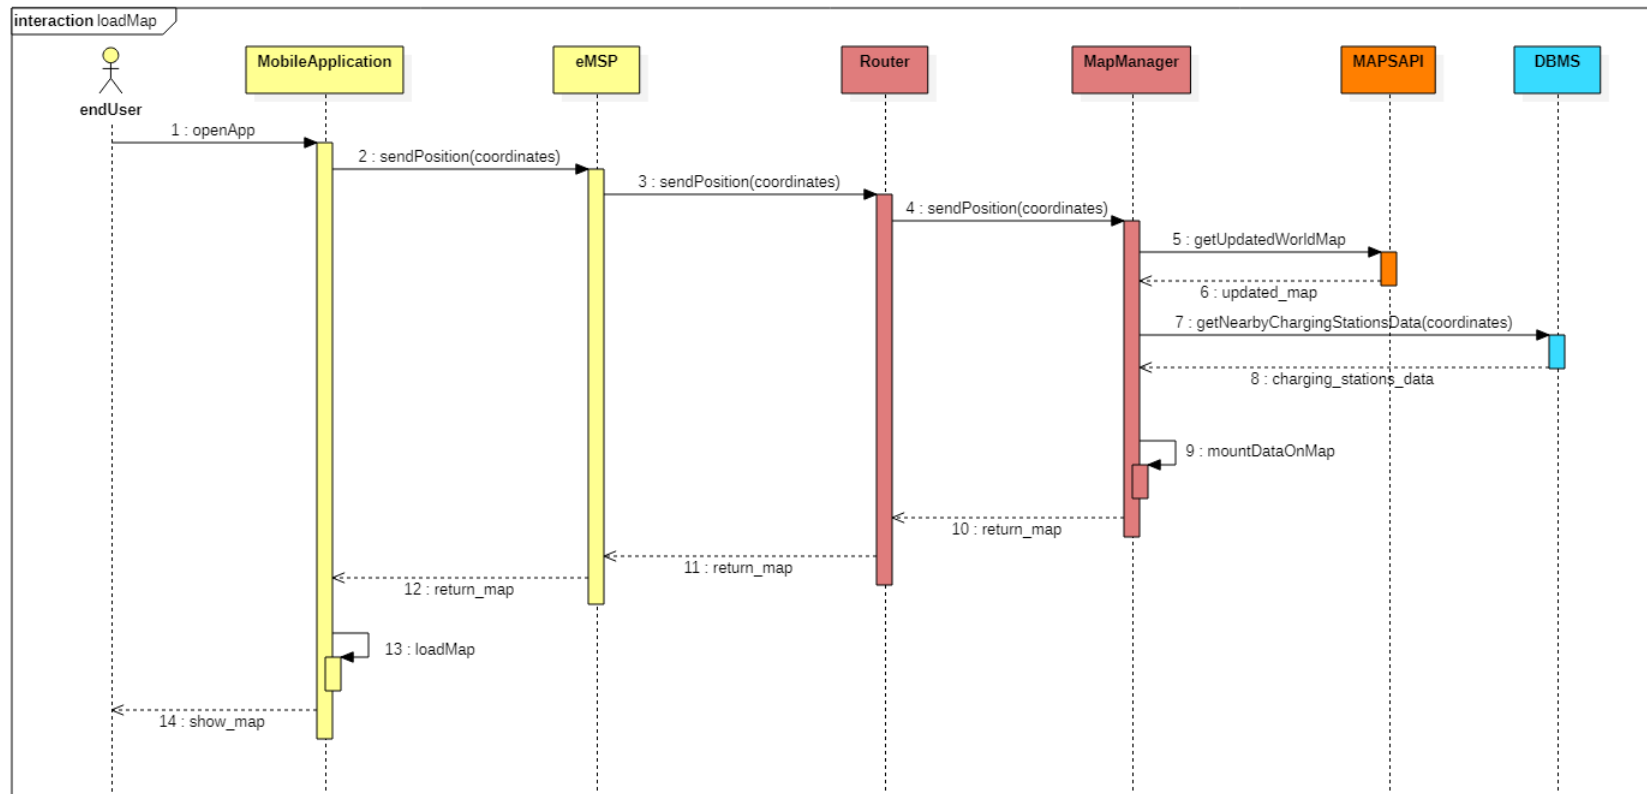 interaction loadMap
endUser
MobileApplication
eMSP
Router
MapManager
MAPSAPI
DBMS
1 : openApp
2 : sendPosition(coordinates)
3 : sendPosition(coordinates)
4 : sendPosition(coordinates)
5 : getUpdatedWorldMap
6 : updated_map
7 : getNearbyChargingStationsData(coordinates)
8 : charging_stations_data
9 : mountDataOnMap
10 : return_map
11 : return_map
12 : return_map
13 : loadMap
14 : show_map